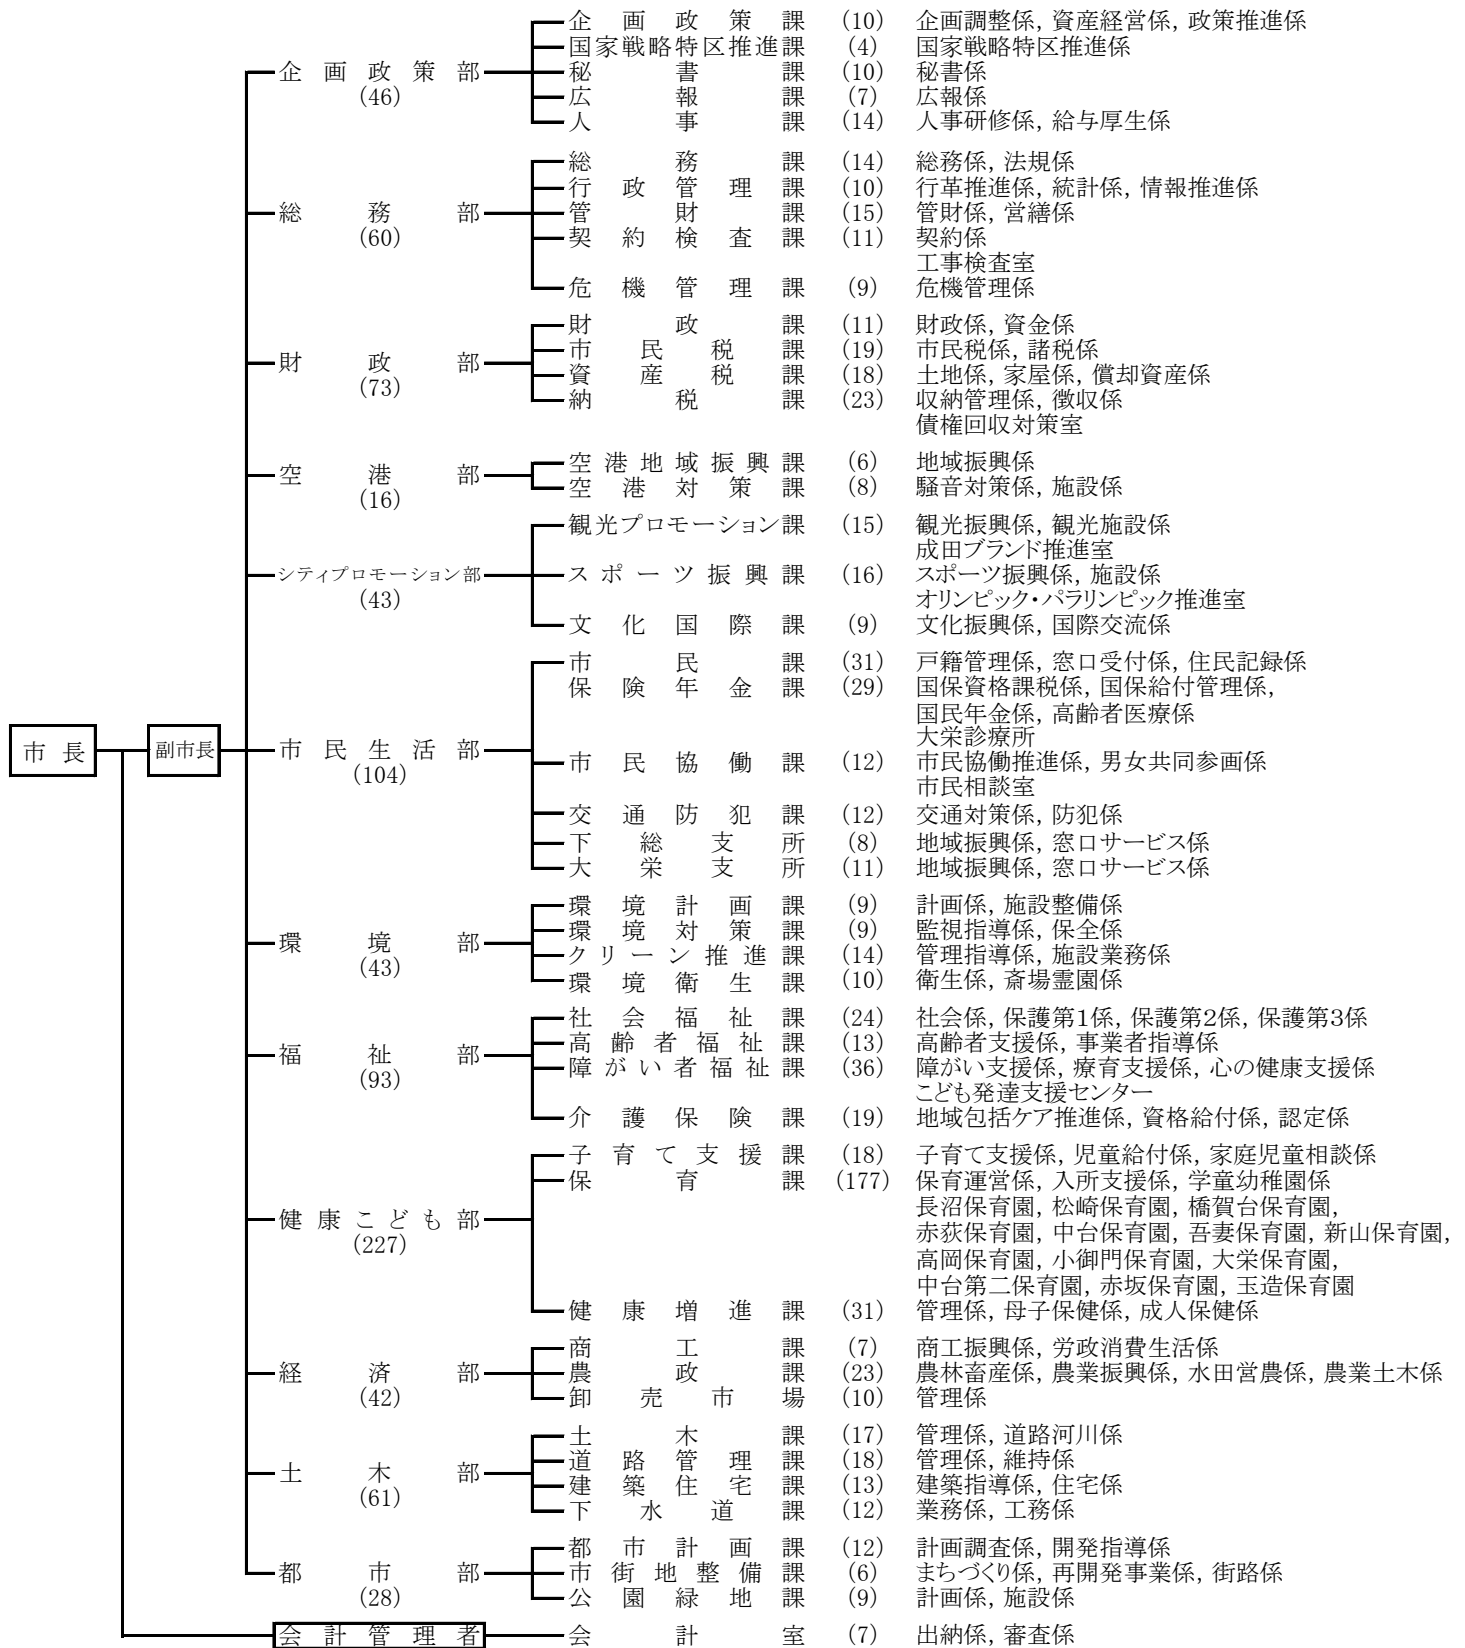 企画政策課 (10) 企画調整係, 資産経営係, 政策推進係
国家戦略特区推進課 (4) 国家戦略特区推進係
企画政策部 秘書課 (10) 秘書係
(46) 広報課 (7) 広報係
人事課 (14) 人事研修係, 給与厚生係
総務課 (14) 総務係, 法規係
行政管理課 (10) 行革推進係, 統計係, 情報推進係
総務部 管財課 (15) 管財係, 営繕係
(60) 契約検査課 (11) 契約係
工事検査室
危機管理課 (9) 危機管理係
財政課 (11) 財政係, 資金係
市民税課 (19) 市民税係, 諸税係
財政部 資産税課 (18) 土地係, 家屋係, 償却資産係
(73) 納税課 (23) 収納管理係, 徴収係
債権回収対策室
空港地域振興課 (6) 地域振興係
空港部 空港対策課 (8) 騒音対策係, 施設係
(16)
観光プロモーション課 (15) 観光振興係, 観光施設係
成田ブランド推進室
シティプロモーション部 スポーツ振興課 (16) スポーツ振興係, 施設係
(43) オリンピック・パラリンピック推進室
文化国際課 (9) 文化振興係, 国際交流係
市民課 (31) 戸籍管理係, 窓口受付係, 住民記録係
保険年金課 (29) 国保資格課税係, 国保給付管理係,
国民年金係, 高齢者医療係
大栄診療所
市長 副市長 市民生活部 市民協働課 (12) 市民協働推進係, 男女共同参画係
(104) 市民相談室
交通防犯課 (12) 交通対策係, 防犯係
下総支所 (8) 地域振興係, 窓口サービス係
大栄支所 (11) 地域振興係, 窓口サービス係
環境計画課 (9) 計画係, 施設整備係
環境対策課 (9) 監視指導係, 保全係
環境部 クリーン推進課 (14) 管理指導係, 施設業務係
(43) 環境衛生課 (10) 衛生係, 斎場霊園係
社会福祉課 (24) 社会係, 保護第1係, 保護第2係, 保護第3係
高齢者福祉課 (13) 高齢者支援係, 事業者指導係
福祉部 障がい者福祉課 (36) 障がい支援係, 療育支援係, 心の健康支援係
(93) こども発達支援センター
介護保険課 (19) 地域包括ケア推進係, 資格給付係, 認定係
子育て支援課 (18) 子育て支援係, 児童給付係, 家庭児童相談係
保育課 (177) 保育運営係, 入所支援係, 学童幼稚園係
長沼保育園, 松崎保育園, 橋賀台保育園,
健康こども部 赤荻保育園, 中台保育園, 吾妻保育園, 新山保育園,
(227) 高岡保育園, 小御門保育園, 大栄保育園,
中台第二保育園, 赤坂保育園, 玉造保育園
健康増進課 (31) 管理係, 母子保健係, 成人保健係
商工課 (7) 商工振興係, 労政消費生活係
経済部 農政課 (23) 農林畜産係, 農業振興係, 水田営農係, 農業土木係
(42) 卸売市場 (10) 管理係
土木課 (17) 管理係, 道路河川係
道路管理課 (18) 管理係, 維持係
土木部 建築住宅課 (13) 建築指導係, 住宅係
(61) 下水道課 (12) 業務係, 工務係
都市計画課 (12) 計画調査係, 開発指導係
都市部 市街地整備課 (6) まちづくり係, 再開発事業係, 街路係
(28) 公園緑地課 (9) 計画係, 施設係
会計管理者 会計室 (7) 出納係, 審査係